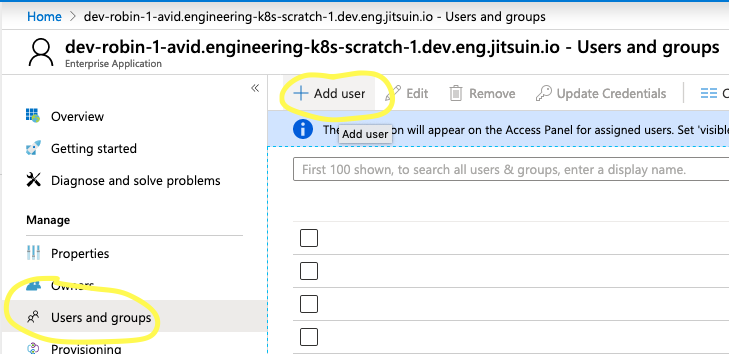 Home > dev-robin-1-avid.engineering-k8s-scratch-1.dev.eng.jitsuin.io - Users and groups
dev-robin-1-avid.engineering-k8s-scratch-1.dev.eng.jitsuin.io - Users and groups
Enterprise Application
«
+ Add user
Edit
Remove
Update Credentials
Overview
Getting started
Diagnose and solve problems
Manage
Properties
Owners
Users and groups
Provisioning
The on will appear on the Access Panel for assigned users. Set 'visible
Add user
First 100 shown, to search all users & groups, enter a display name.